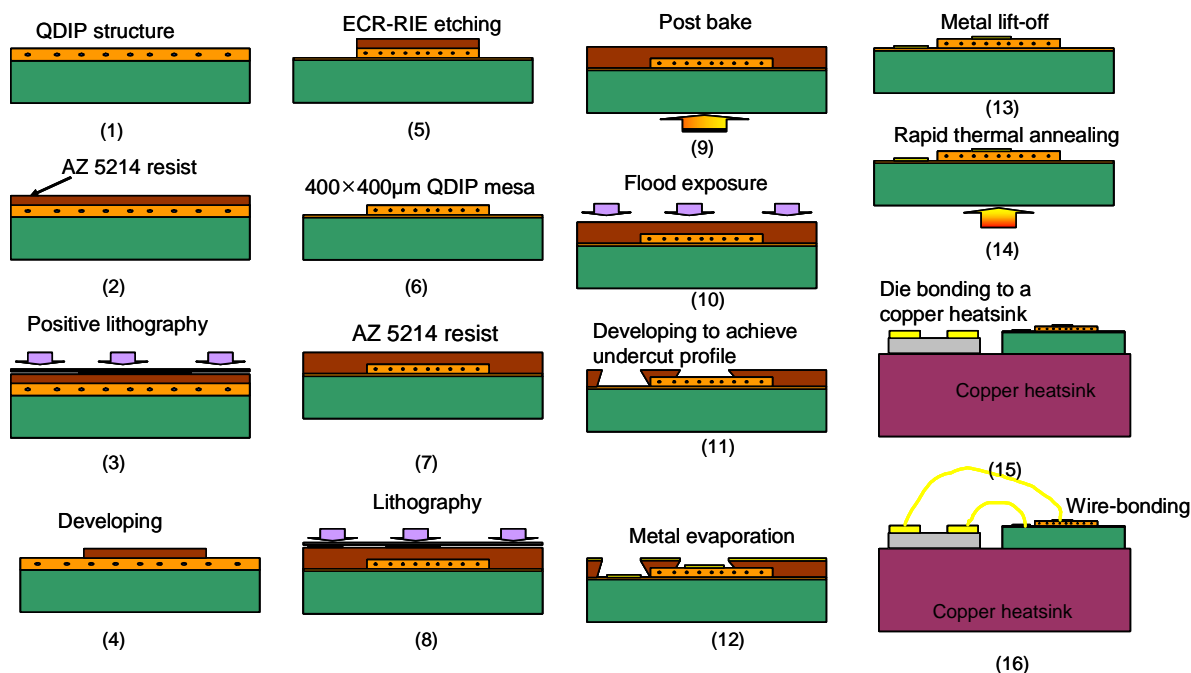 QDIP structure
(1)
AZ 5214 resist
(2)
Positive lithography
(3)
Developing
(4)
ECR-RIE etching
(5)
400×400μm QDIP mesa
(6)
AZ 5214 resist
(7)
Lithography
(8)
Post bake
(9)
Flood exposure
(10)
Developing to achieve
undercut profile
(11)
Metal evaporation
(12)
Metal lift-off
(13)
Rapid thermal annealing
(14)
Die bonding to a
copper heatsink
Copper heatsink
(15)
Wire-bonding
Copper heatsink
(16)